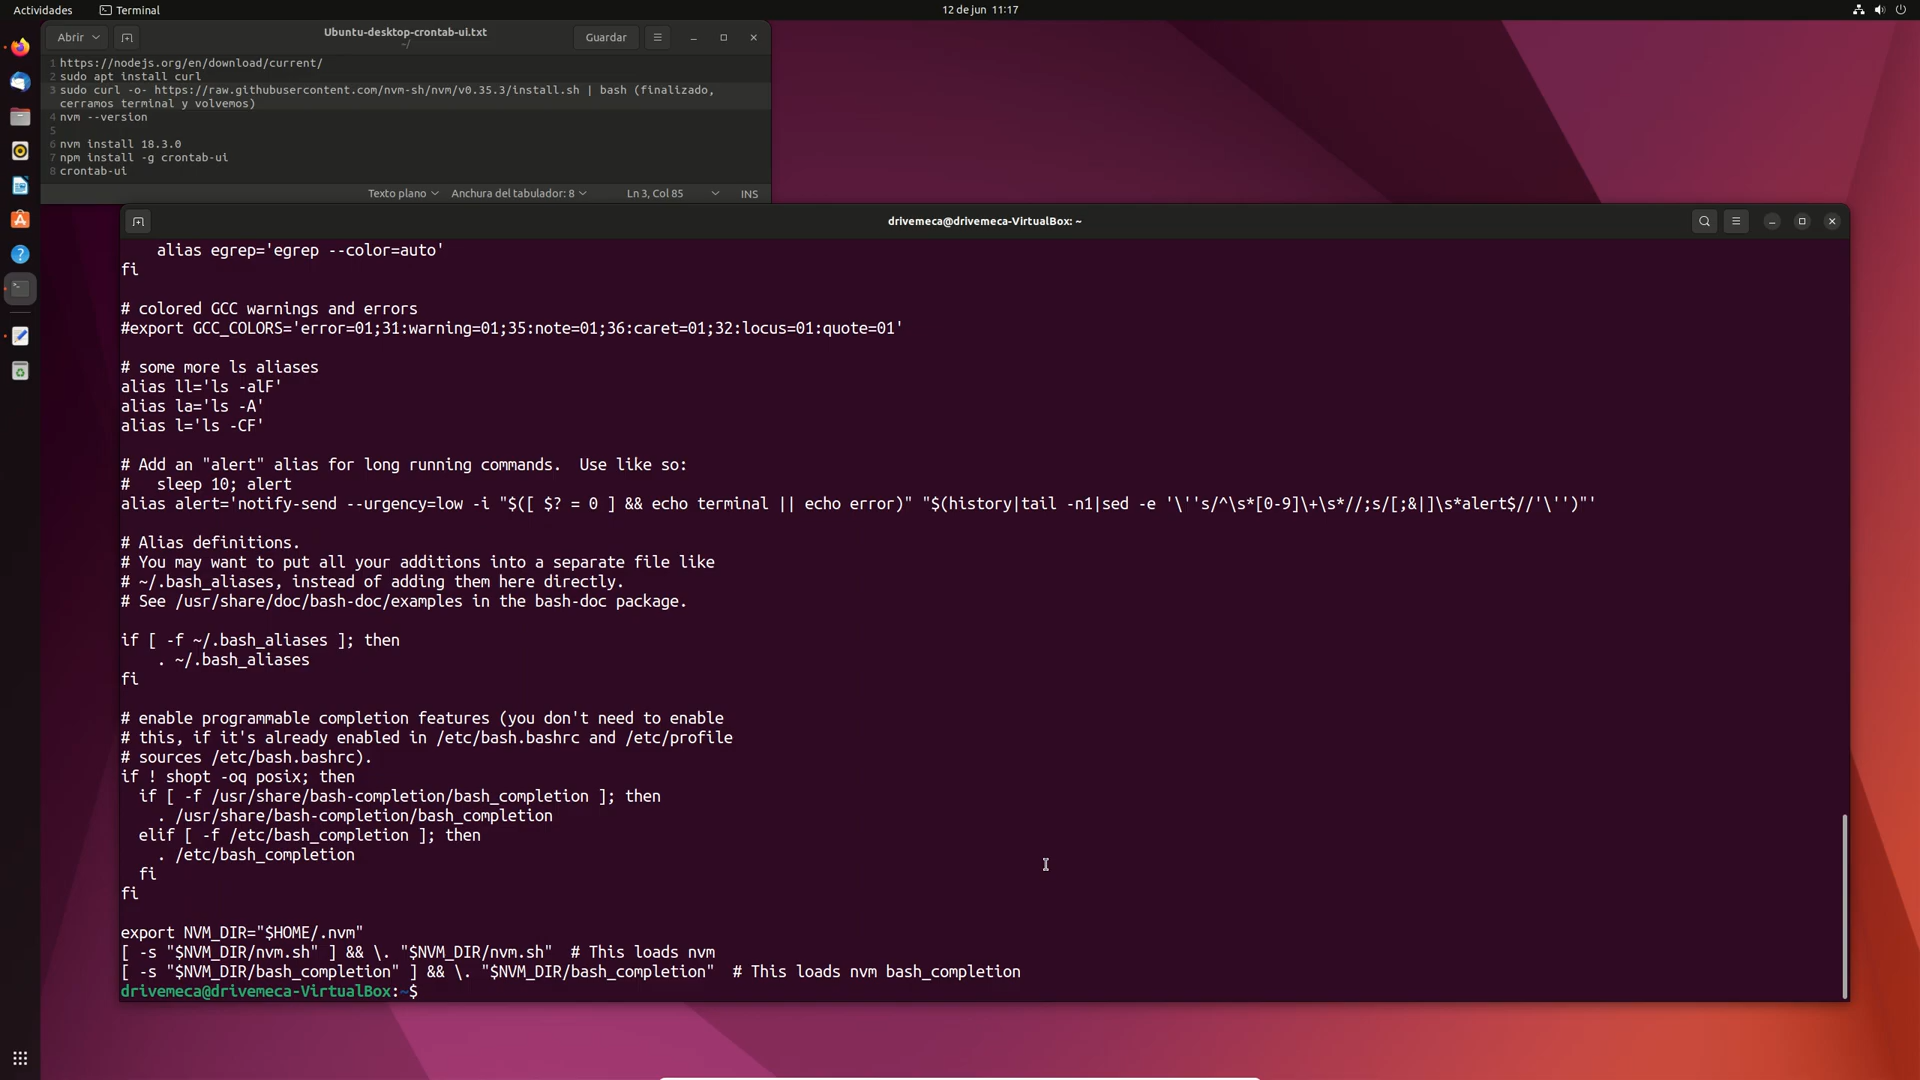 Actividades
Terminal
12 de jun 11:17
Abrir
Ubuntu-desktop-crontab-ui.txt
~/
Guardar
1 https://nodejs.org/en/download/current/
2 sudo apt install curl
3 sudo curl -o- https://raw.githubusercontent.com/nvm-sh/nvm/v0.35.3/install.sh | bash (finalizado,
cerramos terminal y volvemos)
4 nvm --version
5
6 nvm install 18.3.0
7 npm install -g crontab-ui
8 crontab-ui
Texto plano
Anchura del tabulador: 8
Ln 3, Col 85
INS
drivemeca@drivemeca-VirtualBox: ~
    alias egrep='egrep --color=auto'
fi

# colored GCC warnings and errors
#export GCC_COLORS='error=01;31:warning=01;35:note=01;36:caret=01;32:locus=01:quote=01'

# some more ls aliases
alias ll='ls -alF'
alias la='ls -A'
alias l='ls -CF'

# Add an "alert" alias for long running commands.  Use like so:
#   sleep 10; alert
alias alert='notify-send --urgency=low -i "$([ $? = 0 ] && echo terminal || echo error)" "$(history|tail -n1|sed -e '\''s/^\s*[0-9]\+\s*//;s/[;&|]\s*alert$//'\'')"'

# Alias definitions.
# You may want to put all your additions into a separate file like
# ~/.bash_aliases, instead of adding them here directly.
# See /usr/share/doc/bash-doc/examples in the bash-doc package.

if [ -f ~/.bash_aliases ]; then
    . ~/.bash_aliases
fi

# enable programmable completion features (you don't need to enable
# this, if it's already enabled in /etc/bash.bashrc and /etc/profile
# sources /etc/bash.bashrc).
if ! shopt -oq posix; then
  if [ -f /usr/share/bash-completion/bash_completion ]; then
    . /usr/share/bash-completion/bash_completion
  elif [ -f /etc/bash_completion ]; then
    . /etc/bash_completion
  fi
fi

export NVM_DIR="$HOME/.nvm"
[ -s "$NVM_DIR/nvm.sh" ] && \. "$NVM_DIR/nvm.sh"  # This loads nvm
[ -s "$NVM_DIR/bash_completion" ] && \. "$NVM_DIR/bash_completion"  # This loads nvm bash_completion
drivemeca@drivemeca-VirtualBox:~$